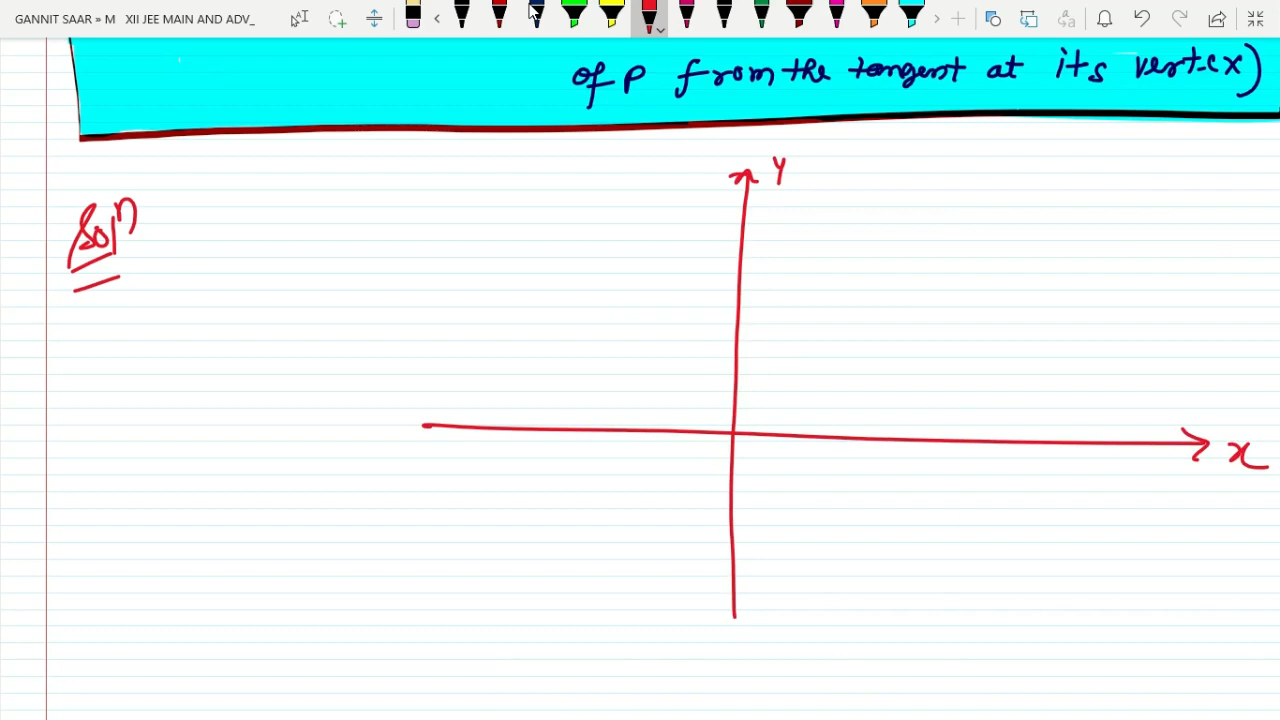 GANNIT SAAR » M XII JEE MAIN AND ADV_
of P from the tangent at its vertex)
Y
Solⁿ
x